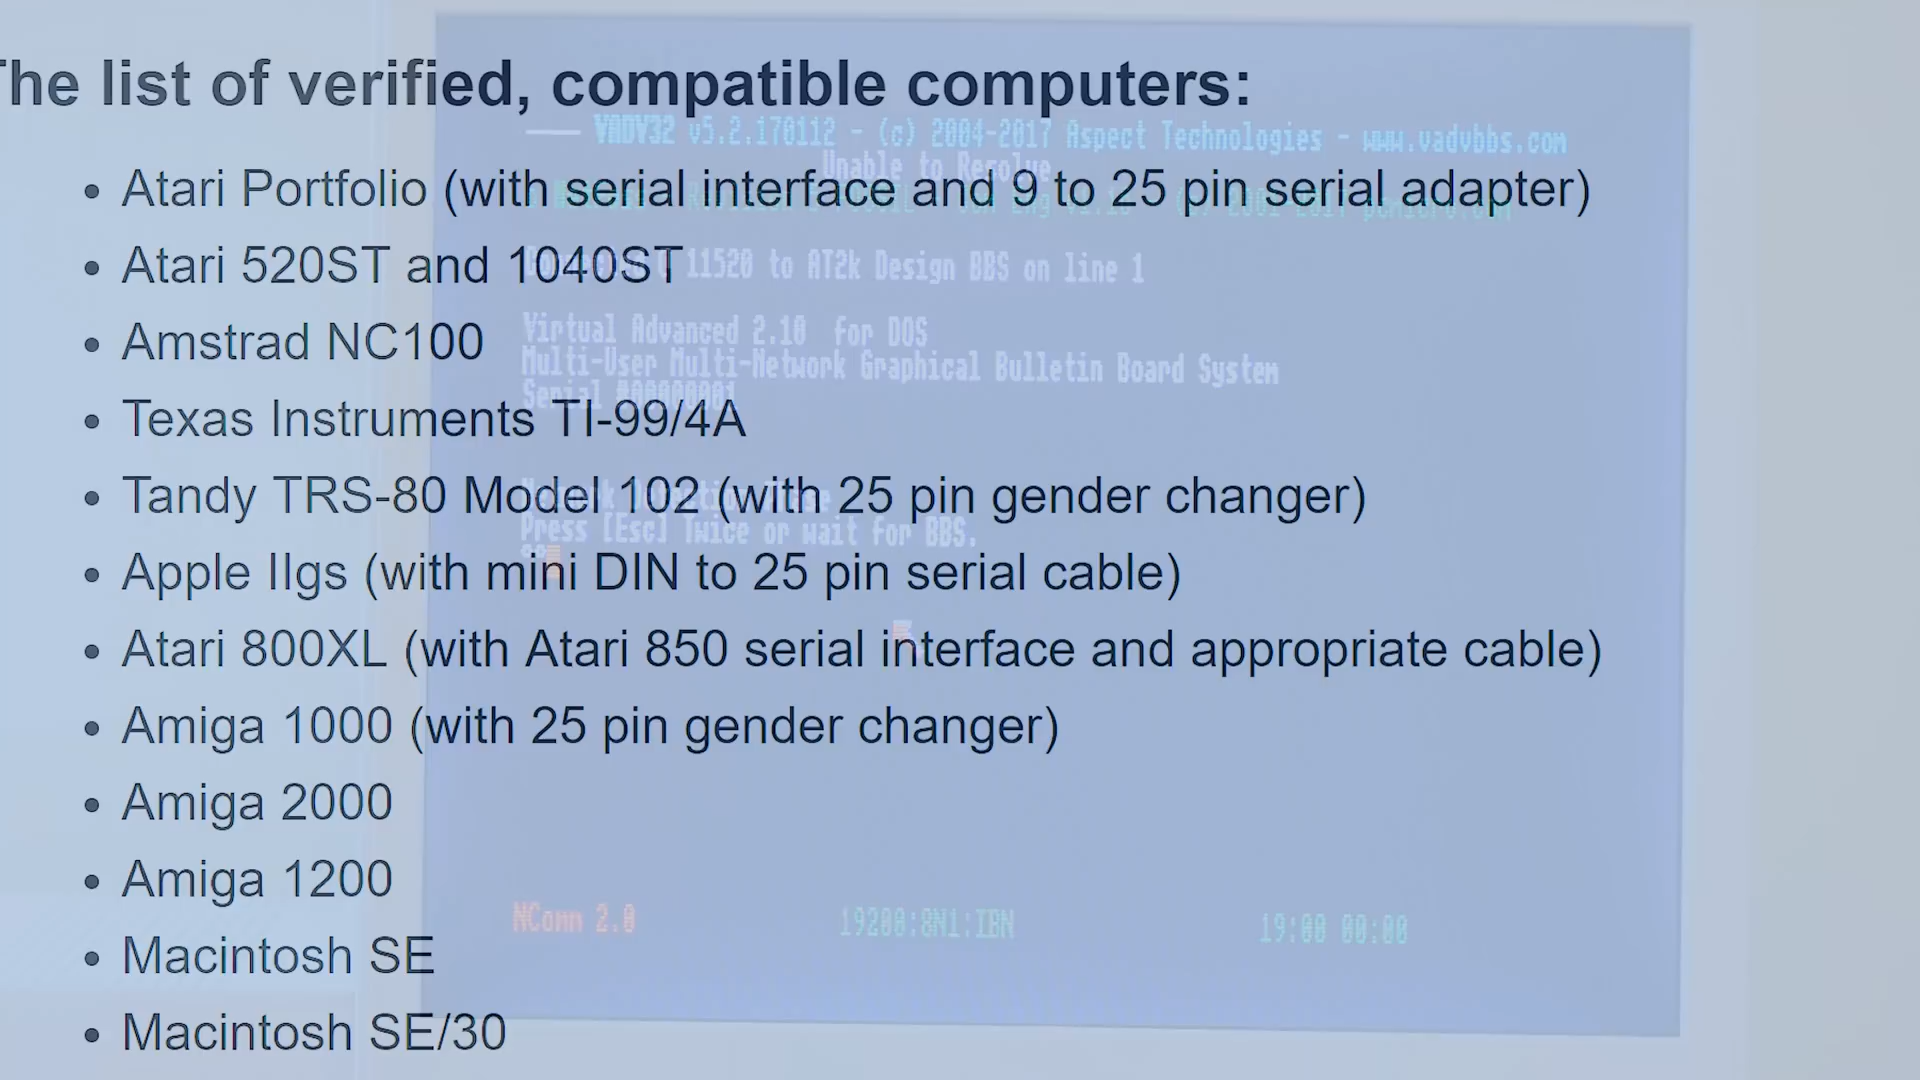 The list of verified, compatible computers:
VADV32 v5.2.170112 - (c) 2004-2017 Aspect Technologies - www.vadvbbs.com
Unable to Resolve
• Atari Portfolio (with serial interface and 9 to 25 pin serial adapter)
• Atari 520ST and 1040ST
11520 to AT2k Design BBS on line 1
Virtual Advanced 2.10 for DOS
• Amstrad NC100
Multi-User Multi-Network Graphical Bulletin Board System
Serial
• Texas Instruments TI-99/4A
• Tandy TRS-80 Model 102 (with 25 pin gender changer)
Press [Esc] Twice or wait for BBS.
• Apple IIgs (with mini DIN to 25 pin serial cable)
• Atari 800XL (with Atari 850 serial interface and appropriate cable)
• Amiga 1000 (with 25 pin gender changer)
• Amiga 2000
• Amiga 1200
NComm 2.0 19200:8N1:IBN 19:00 00:00
• Macintosh SE
• Macintosh SE/30